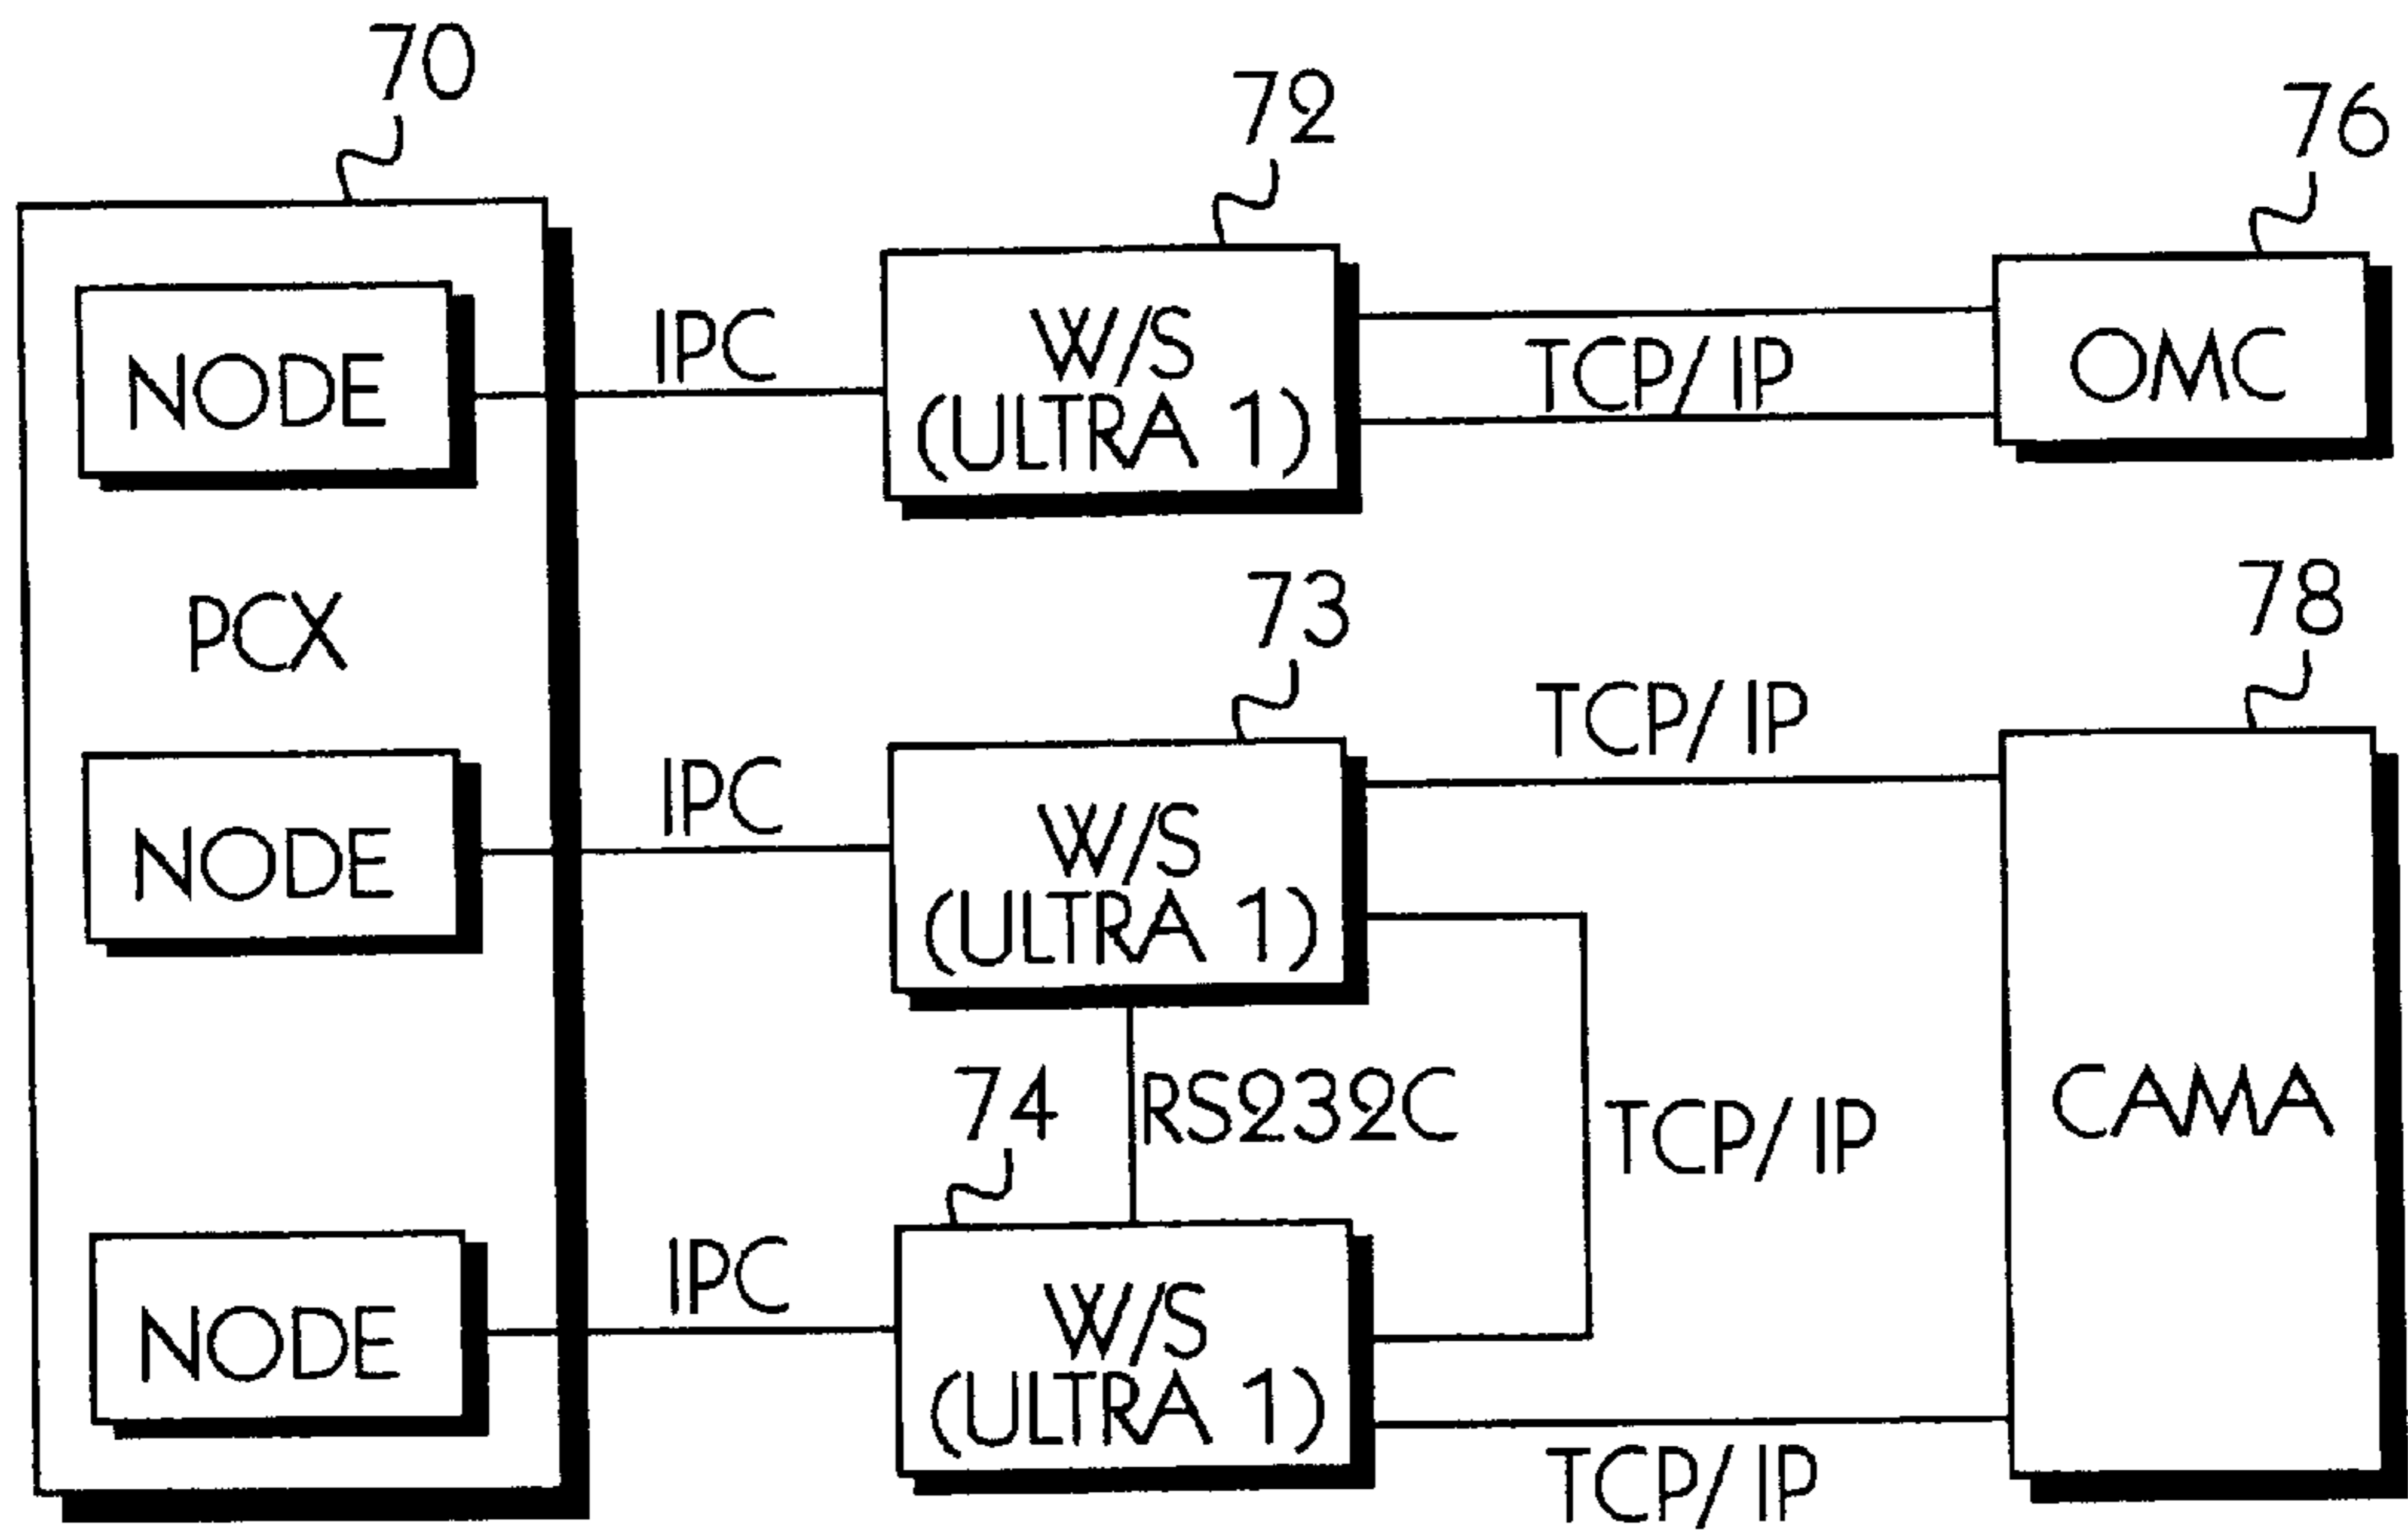 70
72
76
NODE
IPC
W/S
(ULTRA 1)
TCP/IP
OMC
PCX
73
78
NODE
IPC
W/S
(ULTRA 1)
TCP/IP
74
RS232C
TCP/IP
CAMA
NODE
IPC
W/S
(ULTRA 1)
TCP/IP